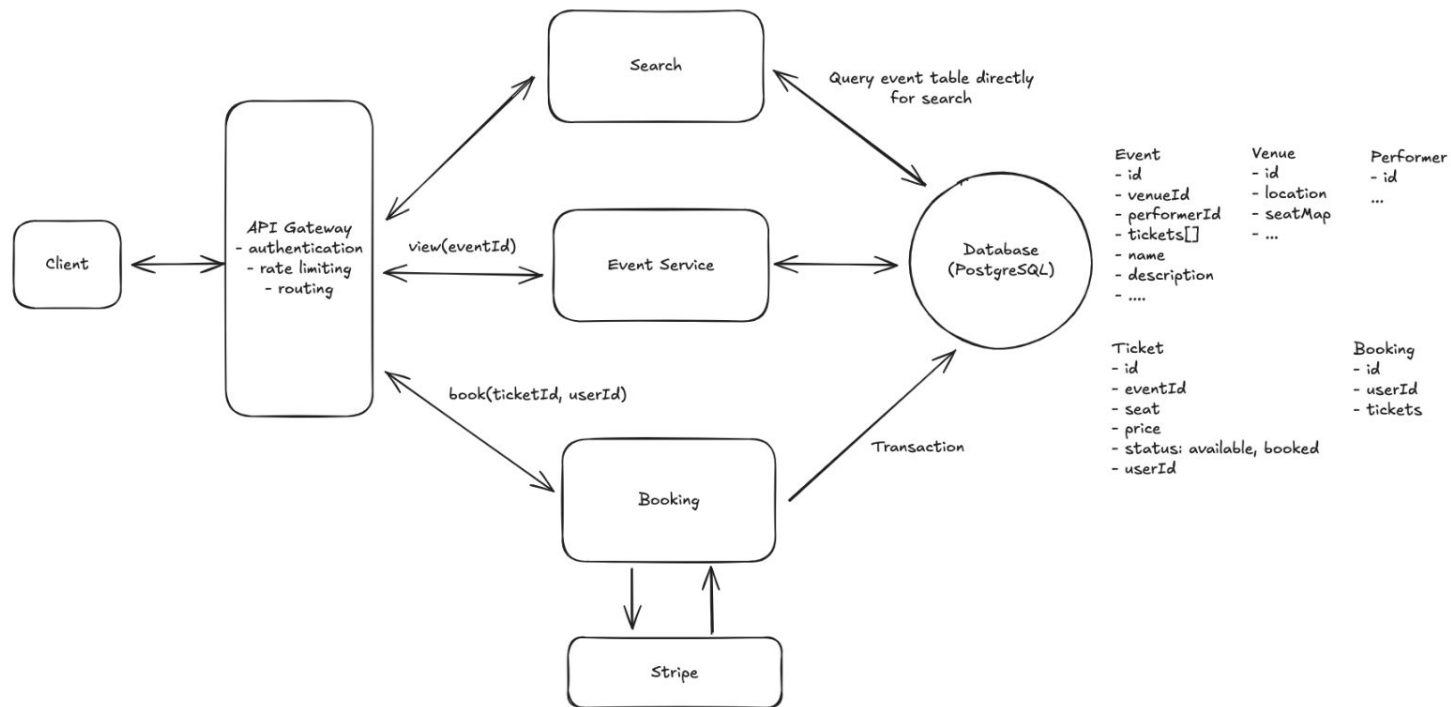 Search
Query event table directly
for search
Client
API Gateway
- authentication
- rate limiting
- routing
view(eventId)
Event Service
Database
(PostgreSQL)
book(ticketId, userId)
Booking
Transaction
Stripe
Event
- id
- venueId
- performerId
- tickets[]
- name
- description
- ....
Venue
- id
- location
- seatMap
- ...
Performer
- id
...
Ticket
- id
- eventId
- seat
- price
- status: available, booked
- userId
Booking
- id
- userId
- tickets